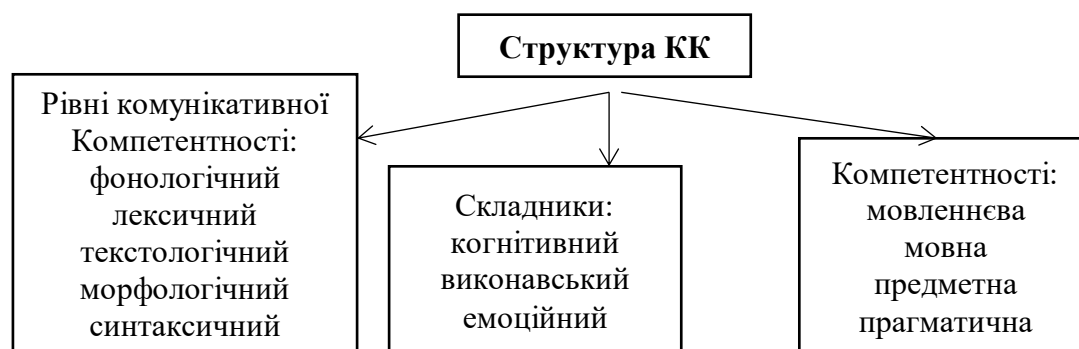 Структура КК
Рівні комунікативної
Компетентності:
фонологічний
лексичний
текстологічний
морфологічний
синтаксичний
Складники:
когнітивний
виконавський
емоційний
Компетентності:
мовленнєва
мовна
предметна
прагматична